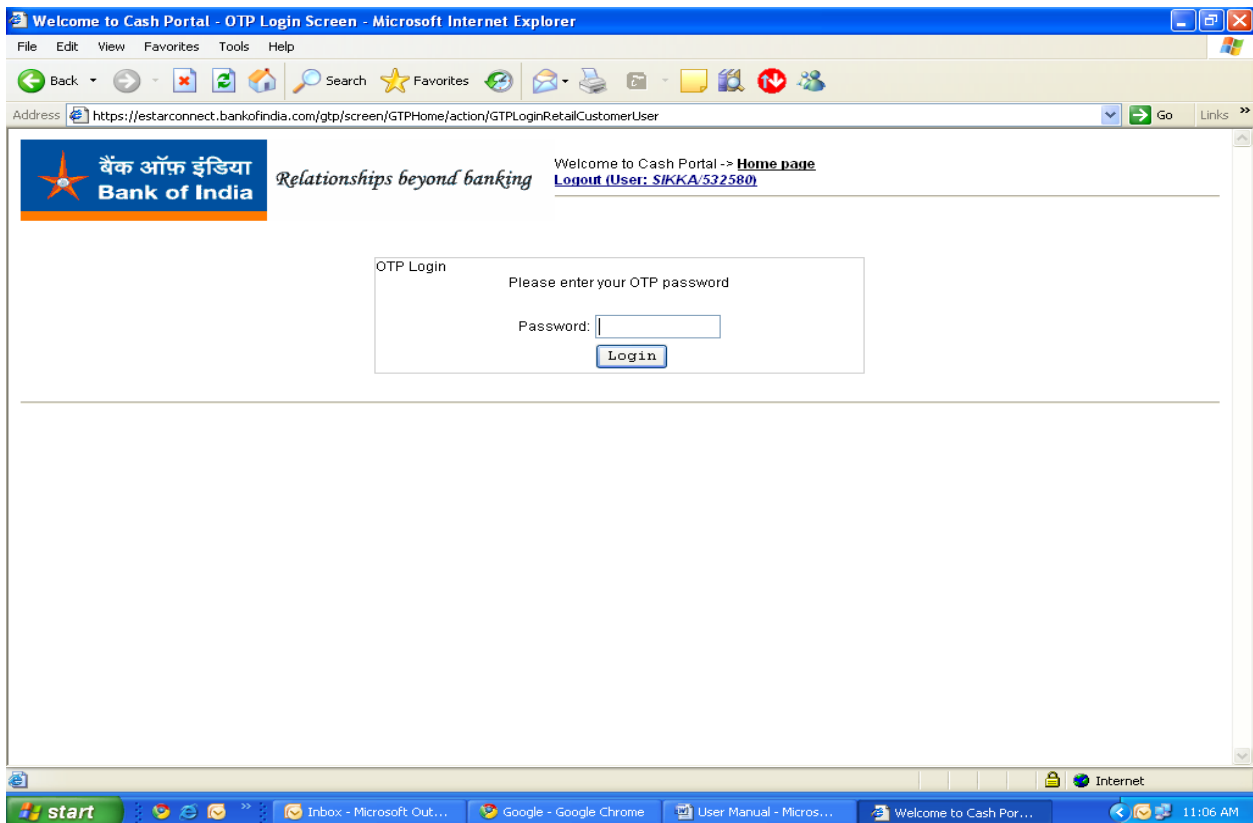 Welcome to Cash Portal - OTP Login Screen - Microsoft Internet Explorer
File Edit View Favorites Tools Help
Back Search Favorites
Address https://estarconnect.bankofindia.com/gtp/screen/GTPHome/action/GTPLoginRetailCustomerUser Go Links »
बैंक ऑफ़ इंडिया
Bank of India
Relationships beyond banking
Welcome to Cash Portal -> Home page
Logout (User: SIKKA/532580)
OTP Login
Please enter your OTP password
Password:
Login
Internet
start » Inbox - Microsoft Out... Google - Google Chrome User Manual - Micros... Welcome to Cash Por... 11:06 AM